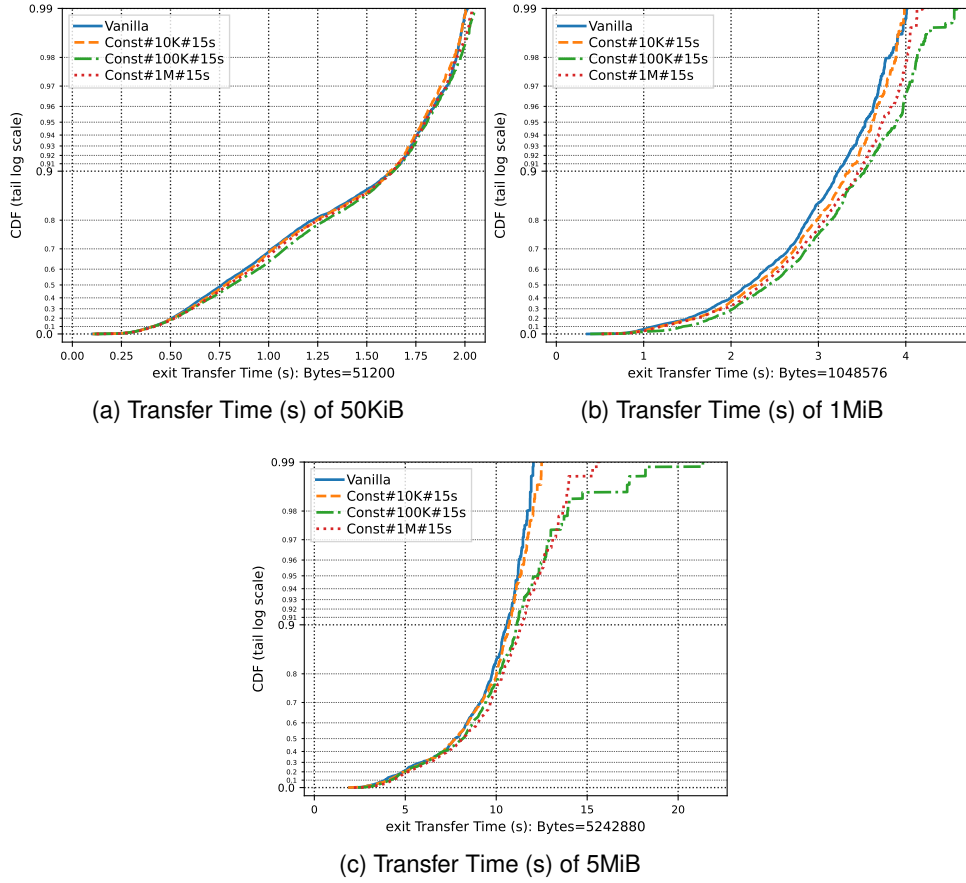 0.99
0.98
0.97
0.96
0.95
0.94
0.93
0.92
0.91
0.9
0.8
0.7
0.6
0.5
0.4
0.3
0.2
0.1
0.0
CDF (tail log scale)
Vanilla
Const#10K#15s
Const#100K#15s
Const#1M#15s
0.00 0.25 0.50 0.75 1.00 1.25 1.50 1.75 2.00
exit Transfer Time (s): Bytes=51200
(a) Transfer Time (s) of 50KiB
0.99
0.98
0.97
0.96
0.95
0.94
0.93
0.92
0.91
0.9
0.8
0.7
0.6
0.5
0.4
0.3
0.2
0.1
0.0
CDF (tail log scale)
Vanilla
Const#10K#15s
Const#100K#15s
Const#1M#15s
0 1 2 3 4
exit Transfer Time (s): Bytes=1048576
(b) Transfer Time (s) of 1MiB
0.99
0.98
0.97
0.96
0.95
0.94
0.93
0.92
0.91
0.9
0.8
0.7
0.6
0.5
0.4
0.3
0.2
0.1
0.0
CDF (tail log scale)
Vanilla
Const#10K#15s
Const#100K#15s
Const#1M#15s
0 5 10 15 20
exit Transfer Time (s): Bytes=5242880
(c) Transfer Time (s) of 5MiB